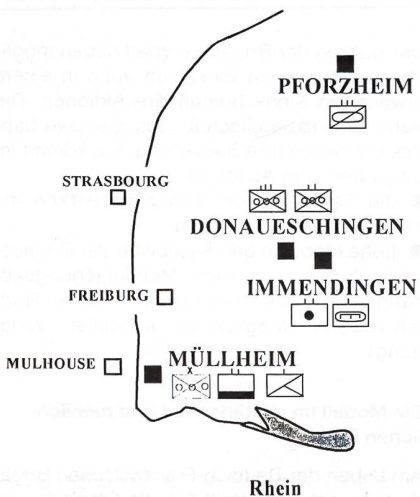 PFORZHEIM
STRASBOURG
DONAUESCHINGEN
FREIBURG
IMMENDINGEN
MULHOUSE
MÜLLHEIM
x
Rhein